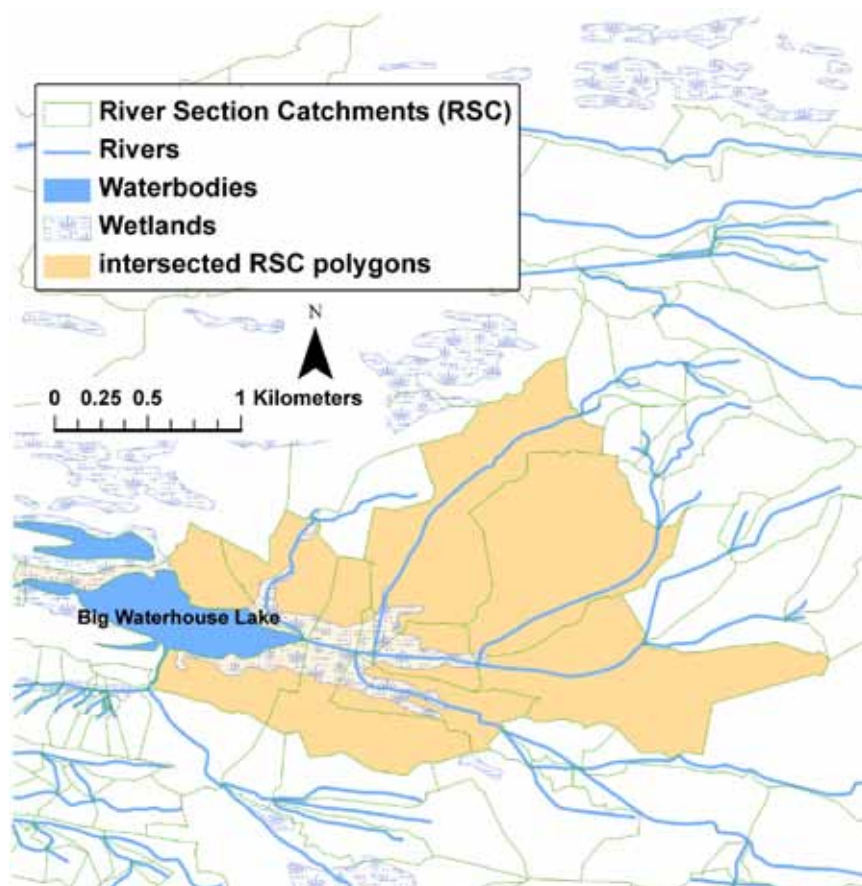 River Section Catchments (RSC)
Rivers
Waterbodies
Wetlands
intersected RSC polygons
N
0 0.25 0.5 1 Kilometers
Big Waterhouse Lake